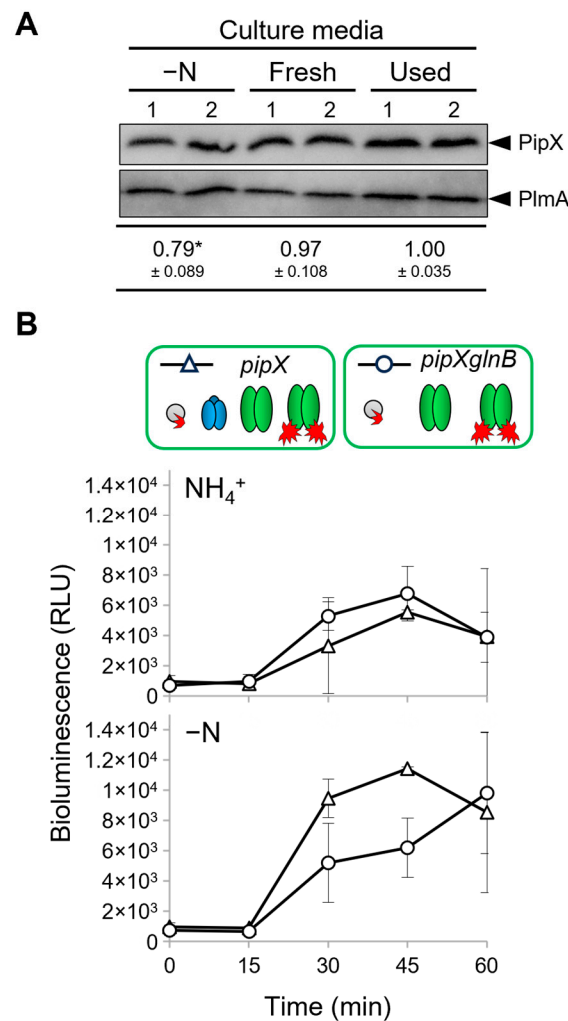 A
Culture media
−N Fresh Used
1 2 1 2 1 2
◄ PipX
◄ PlmA
0.79* 0.97 1.00
± 0.089 ± 0.108 ± 0.035
B
pipX pipXglnB
NH₄⁺
1.4×10⁴
1.2×10⁴
1×10⁴
8×10³
6×10³
4×10³
2×10³
0
Bioluminescence (RLU)
−N
1.4×10⁴
1.2×10⁴
1×10⁴
8×10³
6×10³
4×10³
2×10³
0
0 15 30 45 60
Time (min)